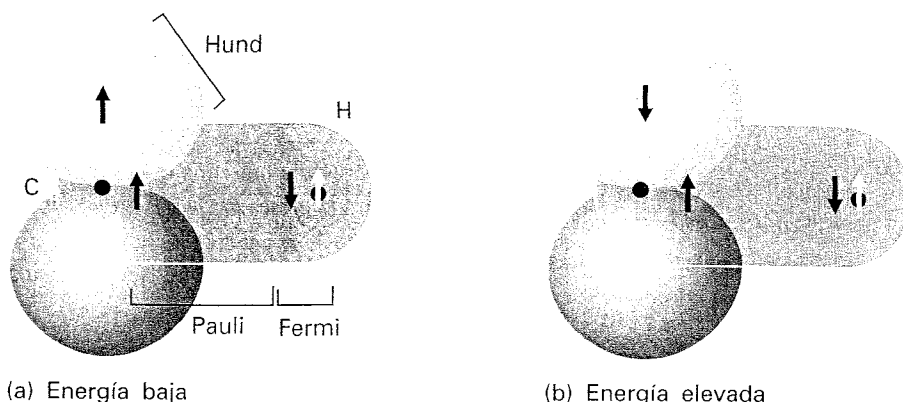 Hund
H
C
Pauli Fermi
(a) Energía baja
(b) Energía elevada